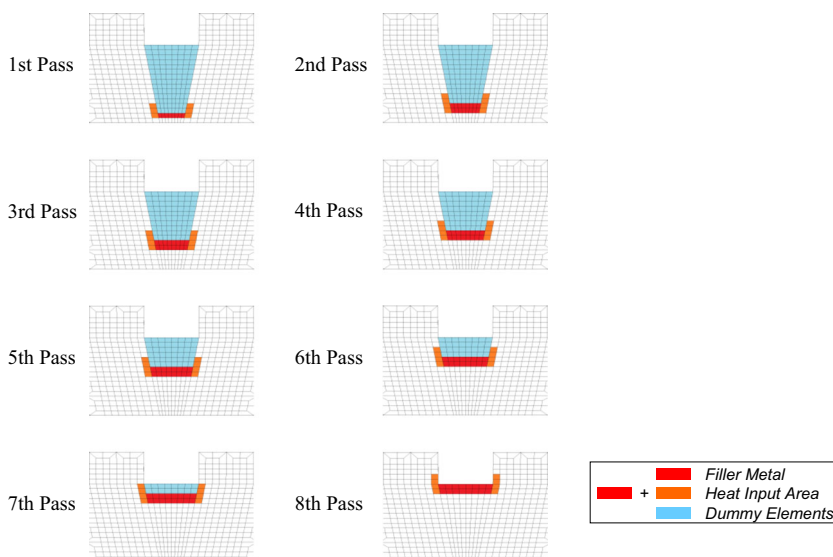 1st Pass
2nd Pass
3rd Pass
4th Pass
5th Pass
6th Pass
7th Pass
8th Pass
Filler Metal
+ Heat Input Area
Dummy Elements